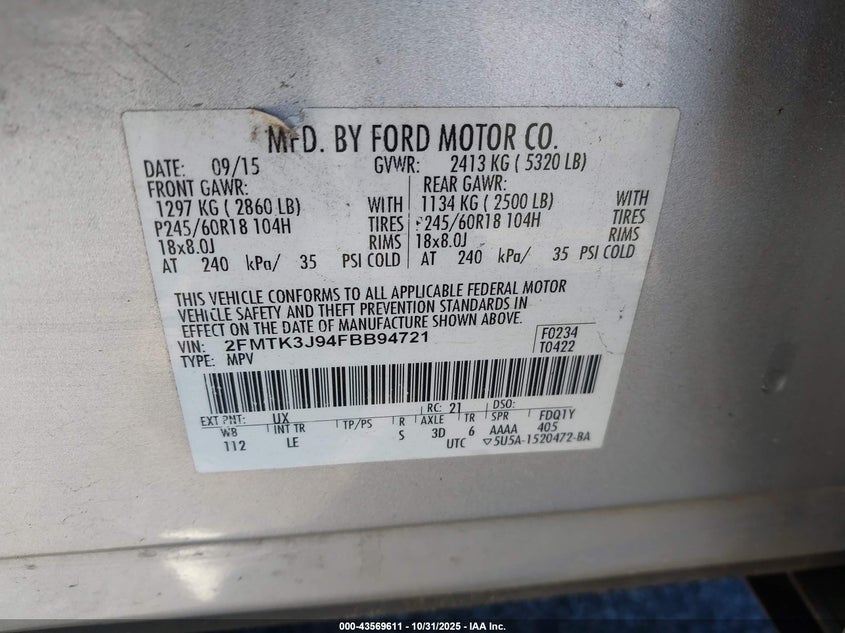 MFD. BY FORD MOTOR CO.
DATE: 09/15 GVWR: 2413 KG ( 5320 LB)
FRONT GAWR: REAR GAWR:
1297 KG ( 2860 LB) WITH 1134 KG ( 2500 LB) WITH
P245/60R18 104H TIRES P245/60R18 104H TIRES
18x8.0J RIMS 18x8.0J RIMS
AT 240 kPa/ 35 PSI COLD AT 240 kPa/ 35 PSI COLD
THIS VEHICLE CONFORMS TO ALL APPLICABLE FEDERAL MOTOR
VEHICLE SAFETY AND THEFT PREVENTION STANDARDS IN
EFFECT ON THE DATE OF MANUFACTURE SHOWN ABOVE.
VIN: 2FMTK3J94FBB94721 F0234
TYPE: MPV T0422
EXT PNT: UX RC: 21 DSO: FDQ1Y
WB INT TR TP/PS R AXLE TR SPR 405
112 LE S 3D 6 AAAA
UTC ▽5U5A-1520472-BA
000-43569611 - 10/31/2025 - IAA Inc.